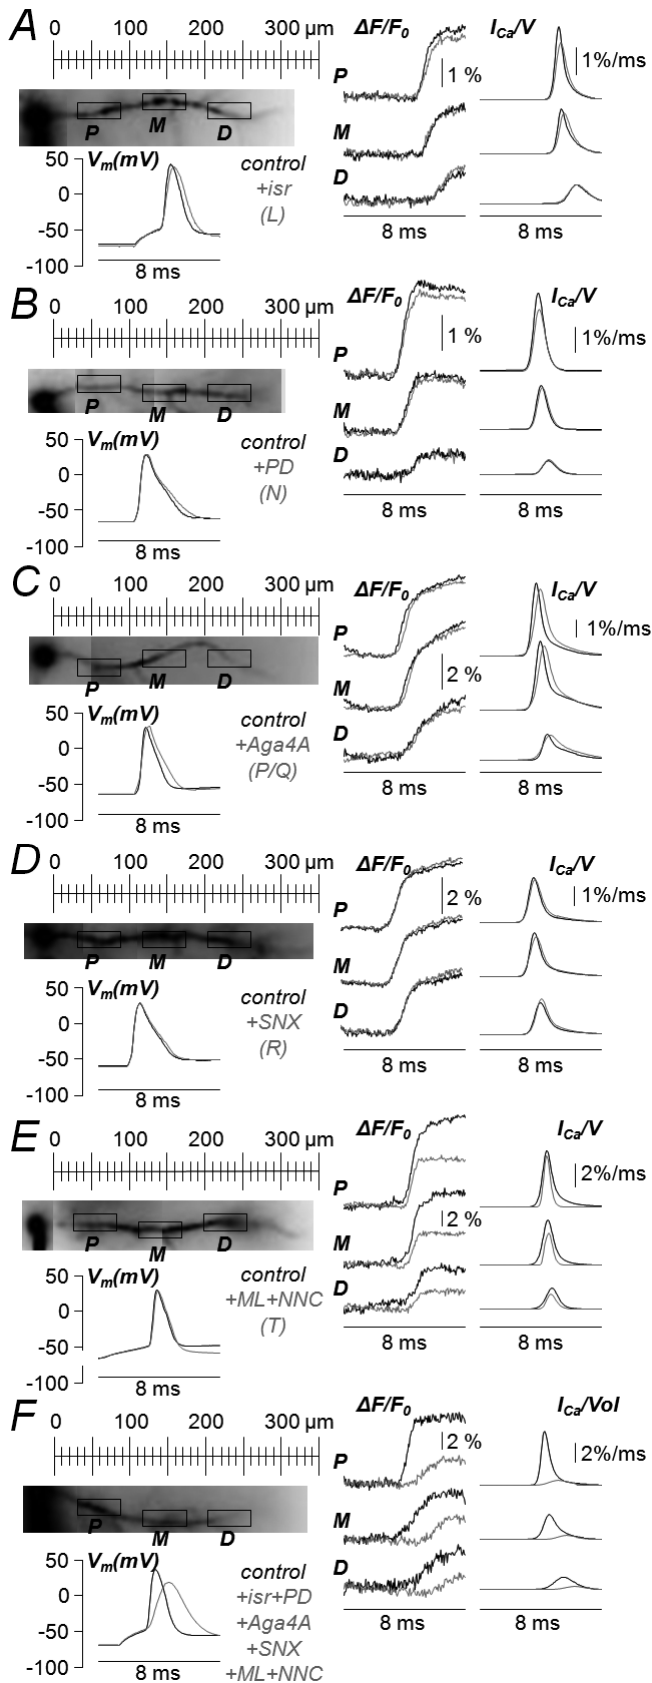 A
0 100 200 300 µm
ΔF/F0 ICa/V
P 1 % 1%/ms
P M D
M
Vm(mV)
50
0
-50
-100
control
+isr
(L)
D
8 ms 8 ms 8 ms
B
0 100 200 300 µm
ΔF/F0 ICa/V
1 % 1%/ms
P
P M D
M
Vm(mV)
50
0
-50
-100
control
+PD
(N)
D
8 ms 8 ms 8 ms
C
0 100 200 300 µm
ΔF/F0 ICa/V
P 1%/ms
P M D
M 2 %
Vm(mV)
50
0
-50
-100
control
+Aga4A
(P/Q)
D
8 ms 8 ms 8 ms
D
0 100 200 300 µm
ΔF/F0 ICa/V
P 2 % 1%/ms
P M D
M
Vm(mV)
50
0
-50
-100
control
+SNX
(R)
D
8 ms 8 ms 8 ms
E
0 100 200 300 µm
ΔF/F0 ICa/V
P 2%/ms
2 %
P M D
M
Vm(mV)
50
0
-50
-100
control
+ML+NNC
(T)
D
8 ms 8 ms 8 ms
F
0 100 200 300 µm
ΔF/F0 ICa/Vol
2 % 2%/ms
P
P M D
M
Vm(mV)
50
0
-50
-100
control
+isr+PD
+Aga4A
+SNX
+ML+NNC
D
8 ms 8 ms 8 ms